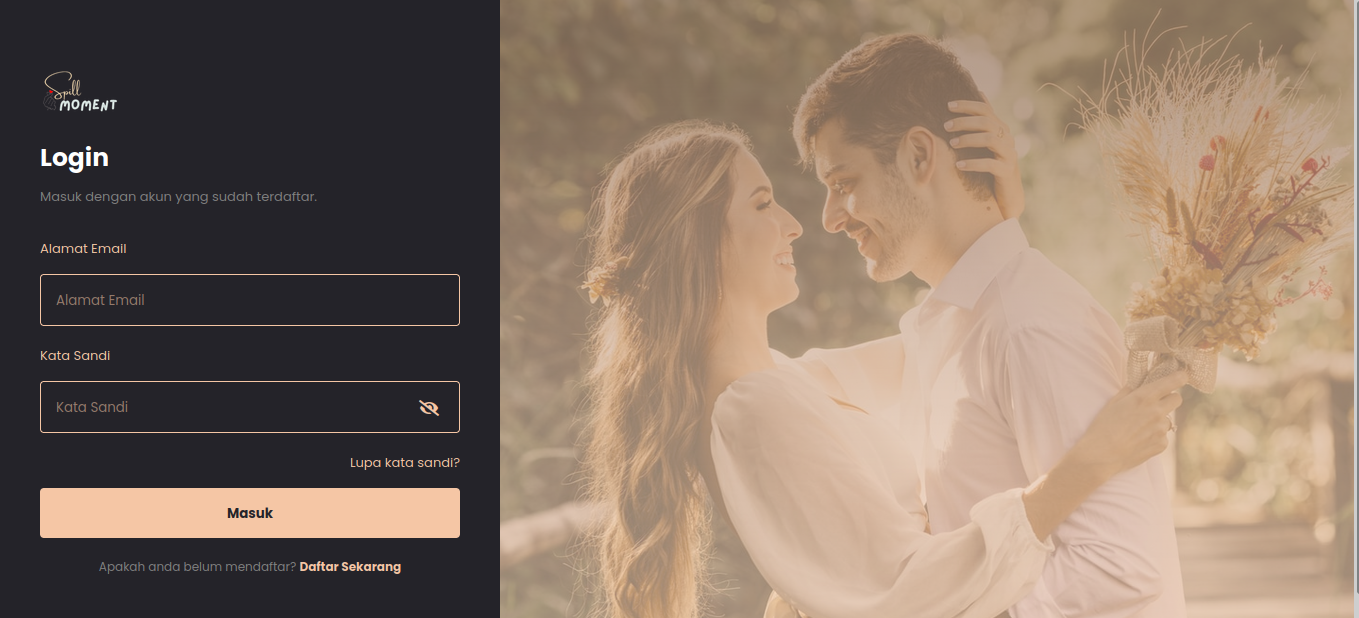 Spill
MOMENT
Login
Masuk dengan akun yang sudah terdaftar.
Alamat Email
Alamat Email
Kata Sandi
Kata Sandi
Lupa kata sandi?
Masuk
Apakah anda belum mendaftar? Daftar Sekarang